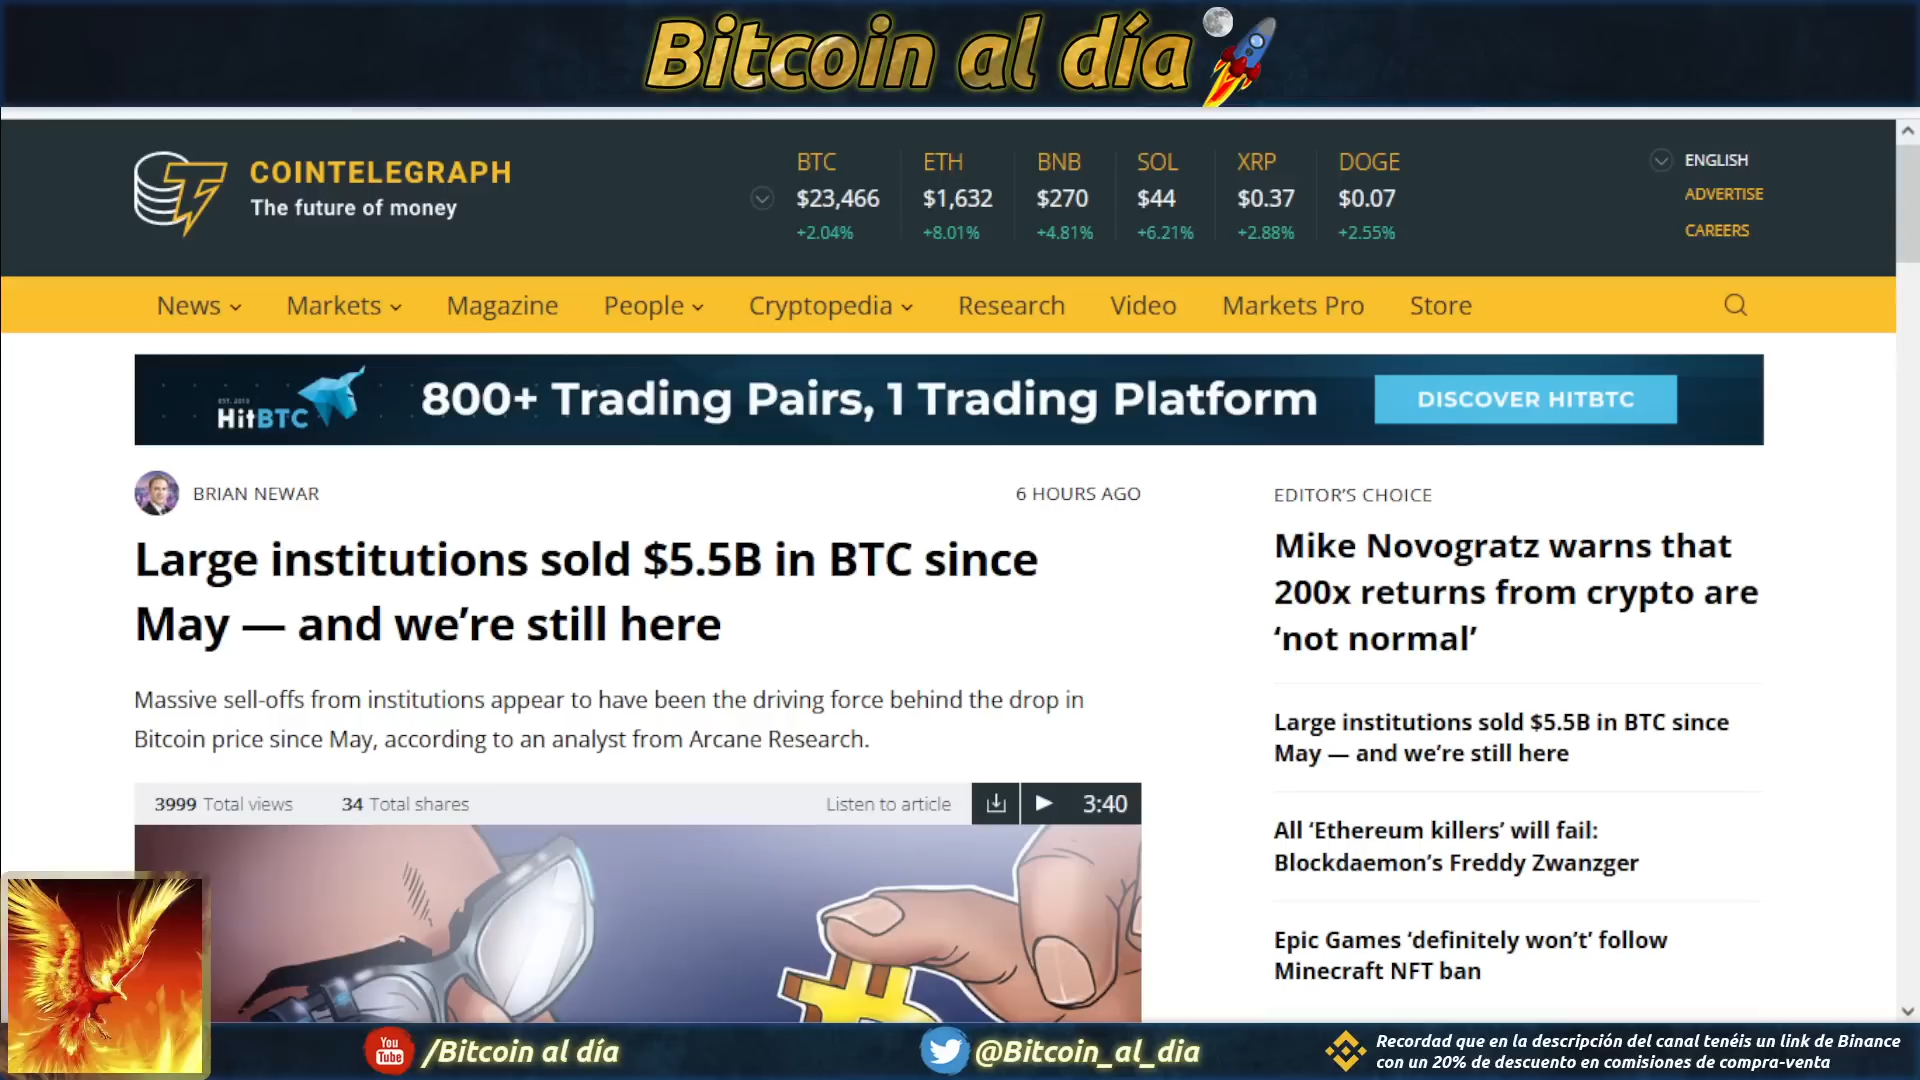 Bitcoin al día
COINTELEGRAPH
The future of money
BTC ETH BNB SOL XRP DOGE
$23,466 $1,632 $270 $44 $0.37 $0.07
+2.04% +8.01% +4.81% +6.21% +2.88% +2.55%
ENGLISH
ADVERTISE
CAREERS
News Markets Magazine People Cryptopedia Research Video Markets Pro Store
EST. 2013
HitBTC
800+ Trading Pairs, 1 Trading Platform
DISCOVER HITBTC
BRIAN NEWAR
6 HOURS AGO
Large institutions sold $5.5B in BTC since
May — and we’re still here
Massive sell-offs from institutions appear to have been the driving force behind the drop in
Bitcoin price since May, according to an analyst from Arcane Research.
3999 Total views 34 Total shares Listen to article 3:40
EDITOR’S CHOICE
Mike Novogratz warns that
200x returns from crypto are
‘not normal’
Large institutions sold $5.5B in BTC since
May — and we’re still here
All ‘Ethereum killers’ will fail:
Blockdaemon’s Freddy Zwanzger
Epic Games ‘definitely won’t’ follow
Minecraft NFT ban
You
Tube
/Bitcoin al día
@Bitcoin_al_dia
Recordad que en la descripción del canal tenéis un link de Binance
con un 20% de descuento en comisiones de compra-venta